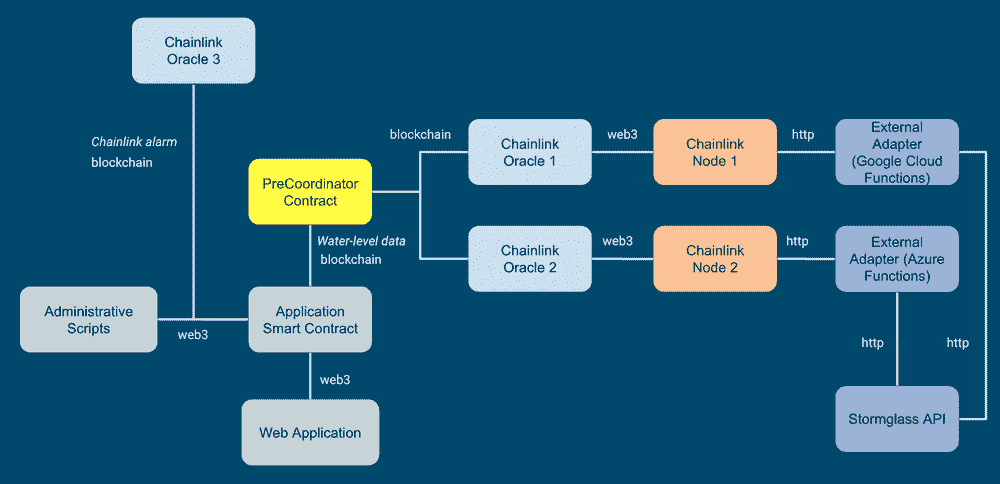 Chainlink
Oracle 3
Chainlink alarm
blockchain
PreCoordinator
Contract
blockchain
Chainlink
Oracle 1
web3
Chainlink
Node 1
http
External
Adapter
(Google Cloud
Functions)
Water-level data
blockchain
Chainlink
Oracle 2
web3
Chainlink
Node 2
http
External
Adapter (Azure
Functions)
Administrative
Scripts
web3
Application
Smart Contract
http
http
web3
Web Application
Stormglass API